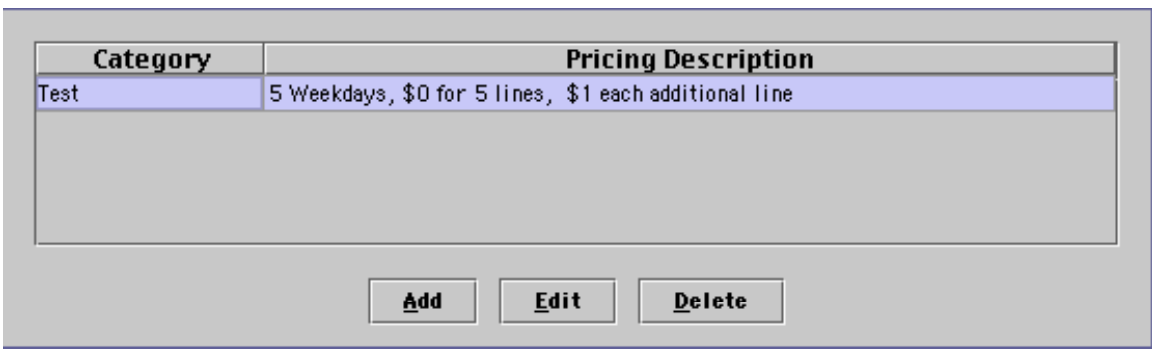 Category Pricing Description
Test 5 Weekdays, $0 for 5 lines, $1 each additional line
Add Edit Delete